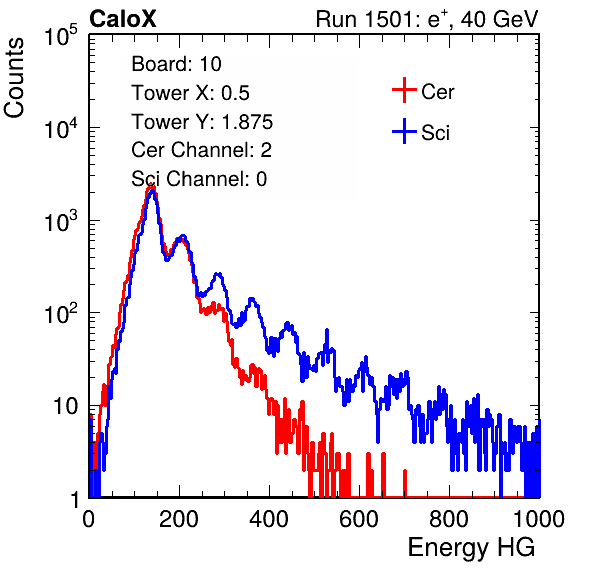 CaloX Run 1501: e⁺, 40 GeV
Counts
Board: 10
Tower X: 0.5
Tower Y: 1.875
Cer Channel: 2
Sci Channel: 0
Cer
Sci
10⁵
10⁴
10³
10²
10
1
0 200 400 600 800 1000
Energy HG